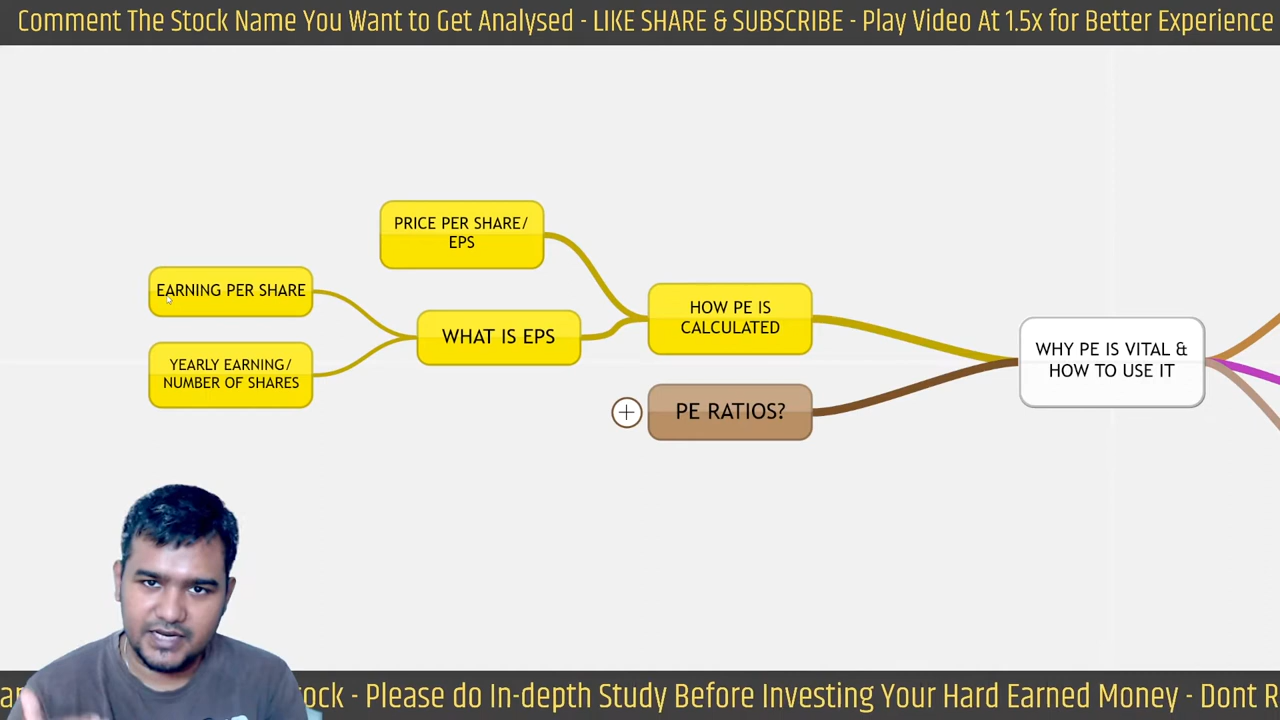 Comment The Stock Name You Want to Get Analysed - LIKE SHARE & SUBSCRIBE - Play Video At 1.5x for Better Experience
PRICE PER SHARE/
EPS
EARNING PER SHARE
WHAT IS EPS
YEARLY EARNING/
NUMBER OF SHARES
HOW PE IS
CALCULATED
PE RATIOS?
WHY PE IS VITAL &
HOW TO USE IT
- Please do In-depth Study Before Investing Your Hard Earned Money - Dont